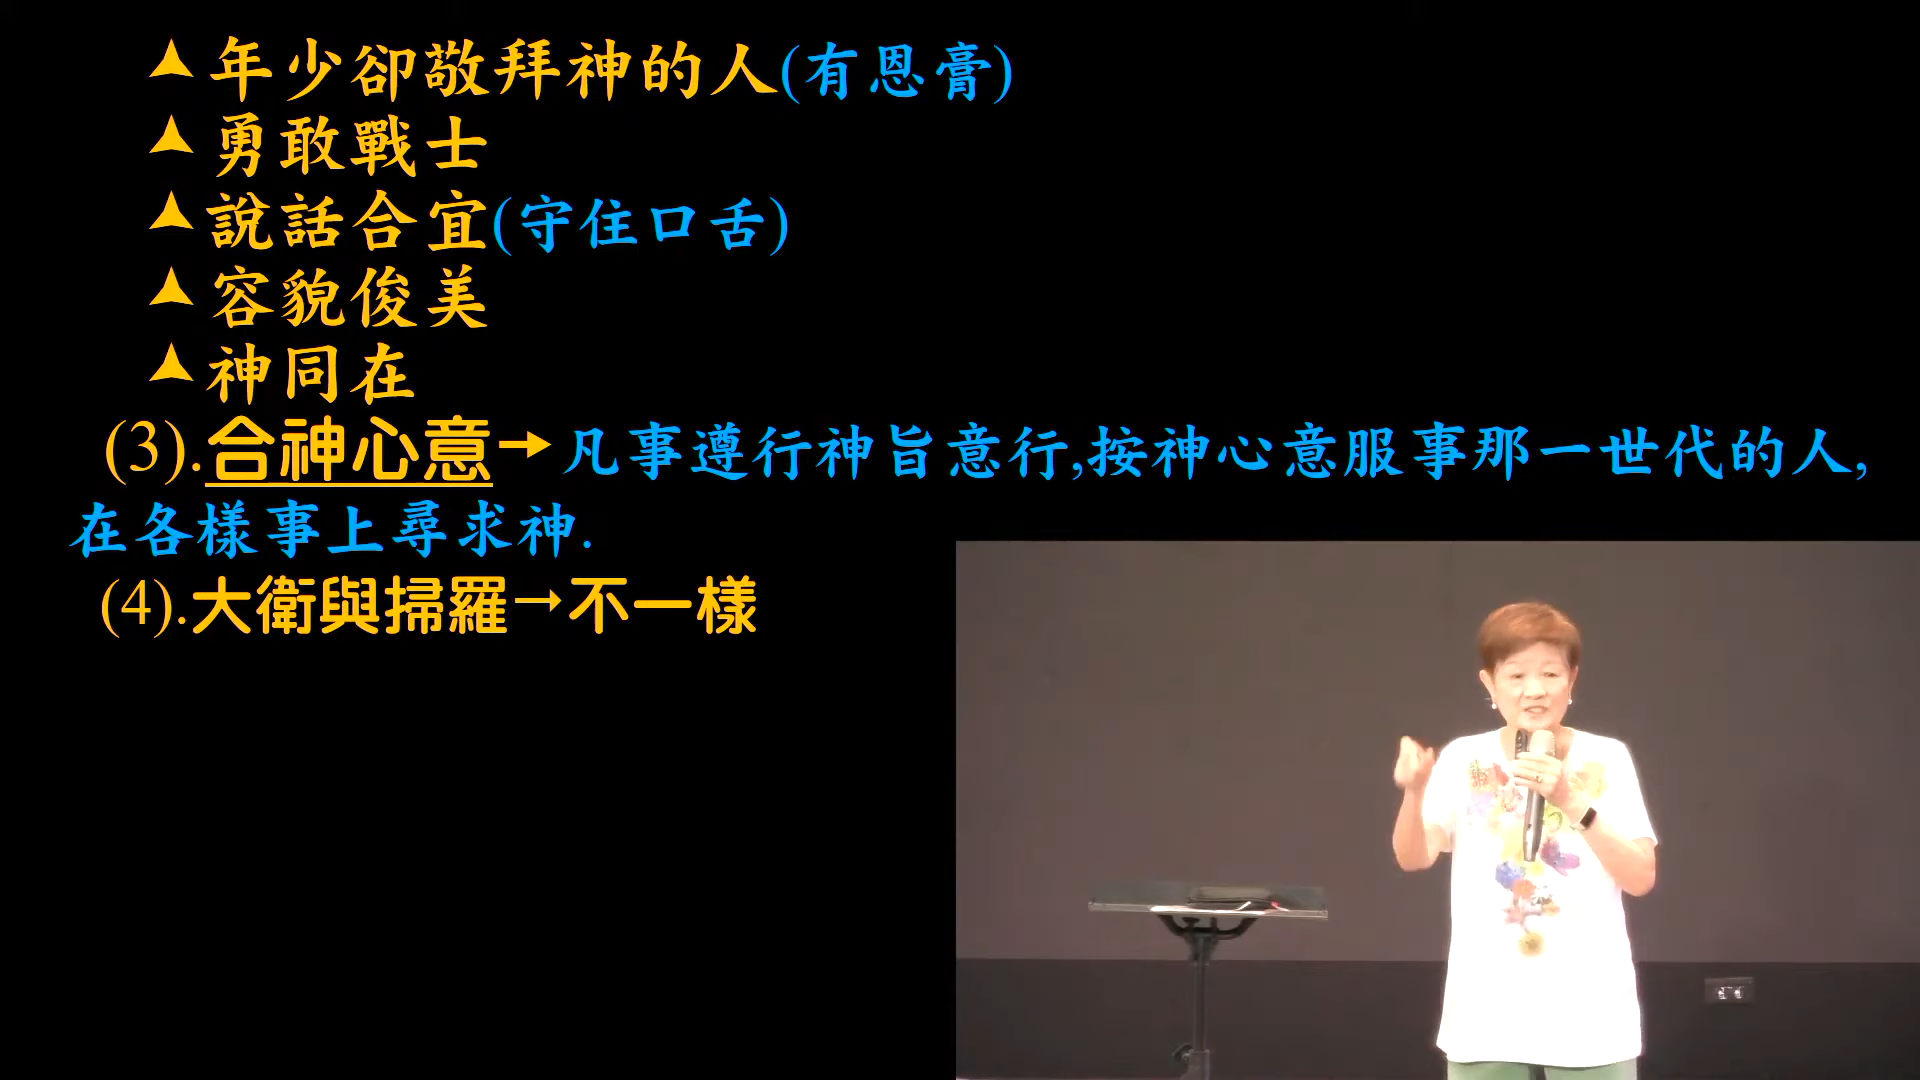 年少卻敬拜神的人(有恩膏)
勇敢戰士
說話合宜(守住口舌)
容貌俊美
神同在
(3).合神心意→凡事遵行神旨意行,按神心意服事那一世代的人,
在各樣事上尋求神.
(4).大衛與掃羅→不一樣